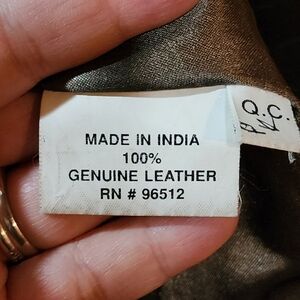 MADE IN INDIA
100%
GENUINE LEATHER
RN # 96512
Q.C.